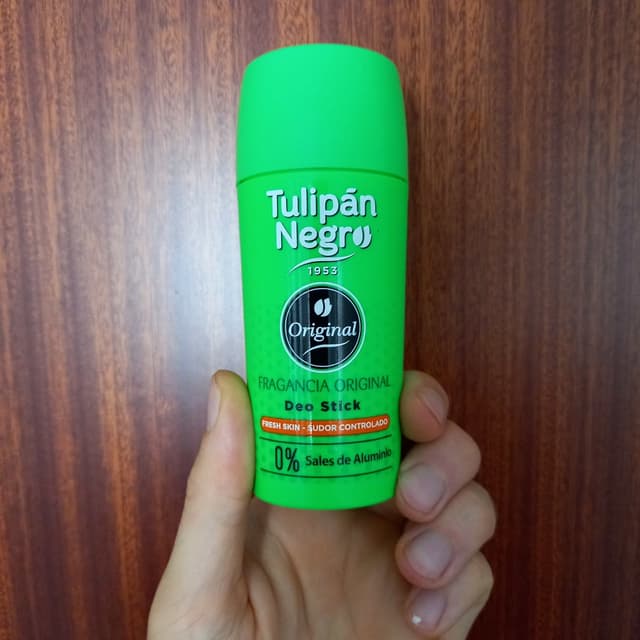 Tulipán
Negro
1953
Original
FRAGANCIA ORIGINAL
Deo Stick
FRESH SKIN - SUDOR CONTROLADO
0% Sales de Aluminio